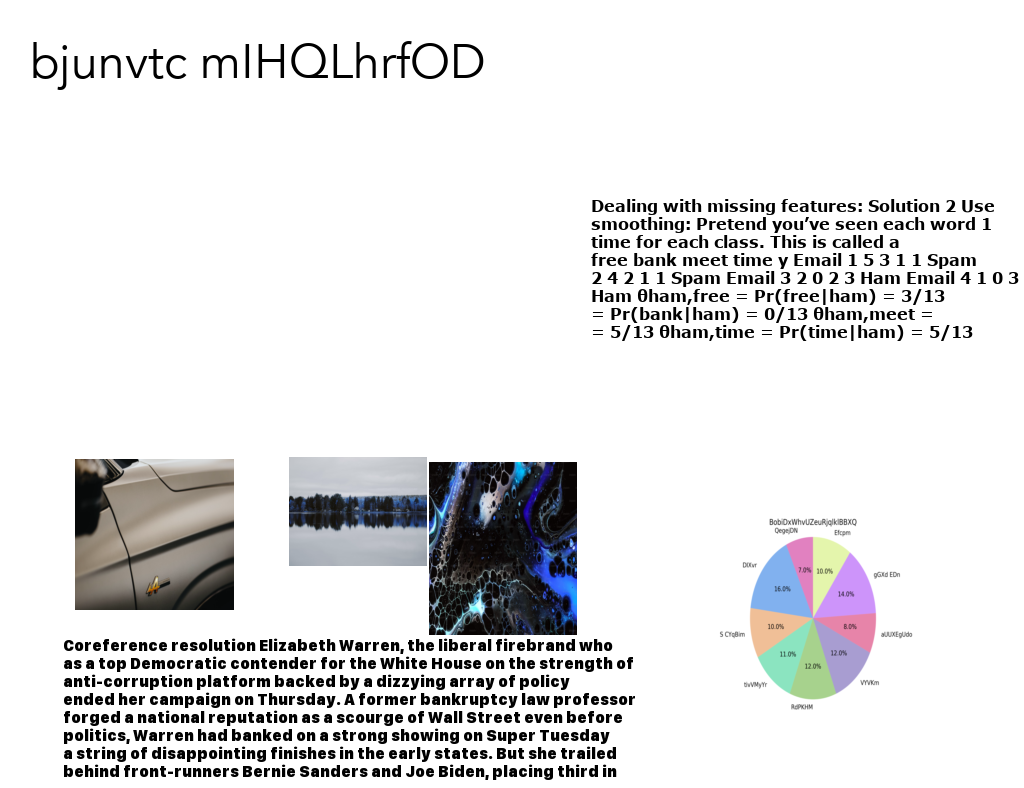 bjunvtc mIHQLhrfOD
Dealing with missing features: Solution 2 Use
smoothing: Pretend you’ve seen each word 1
time for each class. This is called a
free bank meet time y Email 1 5 3 1 1 Spam
2 4 2 1 1 Spam Email 3 2 0 2 3 Ham Email 4 1 0 3
Ham θham,free = Pr(free|ham) = 3/13
= Pr(bank|ham) = 0/13 θham,meet =
= 5/13 θham,time = Pr(time|ham) = 5/13
Coreference resolution Elizabeth Warren, the liberal firebrand who
as a top Democratic contender for the White House on the strength of
anti-corruption platform backed by a dizzying array of policy
ended her campaign on Thursday. A former bankruptcy law professor
forged a national reputation as a scourge of Wall Street even before
politics, Warren had banked on a strong showing on Super Tuesday
a string of disappointing finishes in the early states. But she trailed
behind front-runners Bernie Sanders and Joe Biden, placing third in
BobiDxWhvUZeuRjqlklBBXQ
QegejDN
Efcpm
DIXvr
gGXd EDn
7.0%
10.0%
16.0%
14.0%
S CYqBim
10.0%
8.0%
aUUXEgUdo
11.0%
12.0%
12.0%
tivVMyYr
VYVKm
RdPKHM